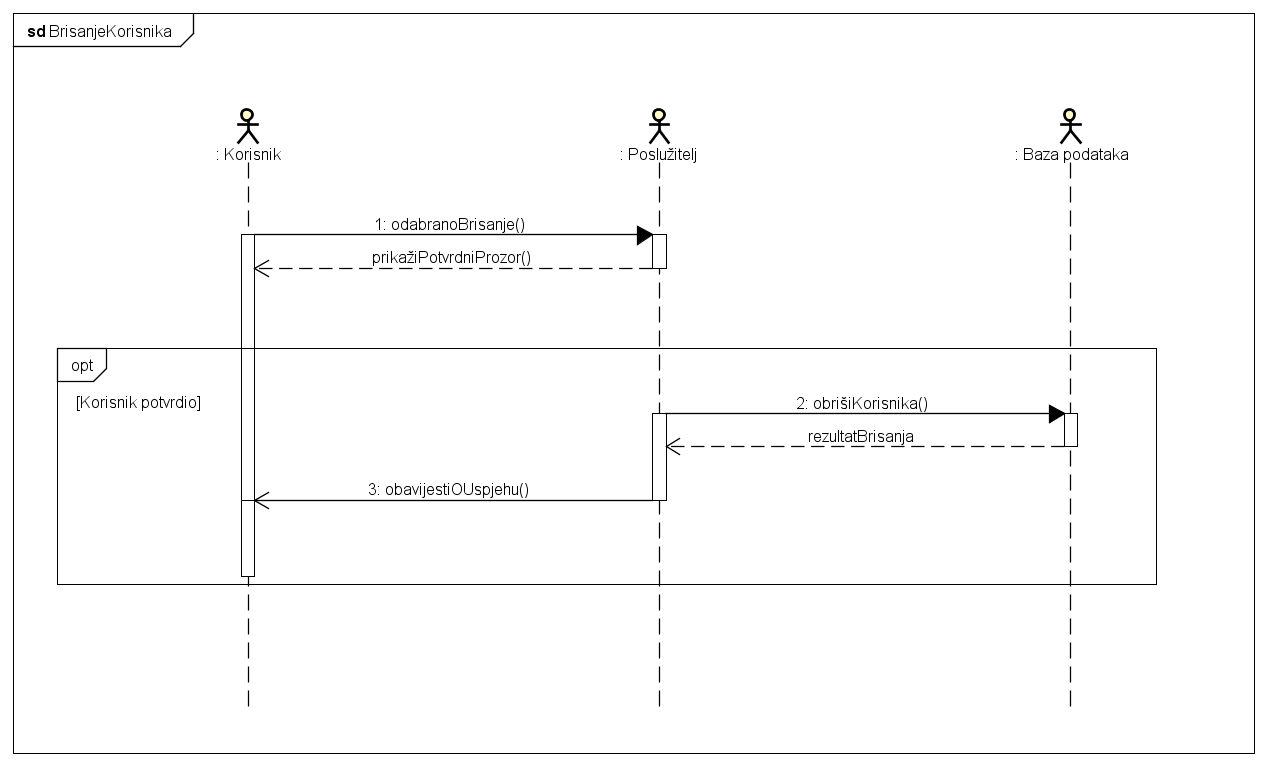 sd BrisanjeKorisnika
: Korisnik
: Poslužitelj
: Baza podataka
1: odabranoBrisanje()
prikažiPotvrdniProzor()
opt
[Korisnik potvrdio]
2: obrišiKorisnika()
rezultatBrisanja
3: obavijestiOUspjehu()